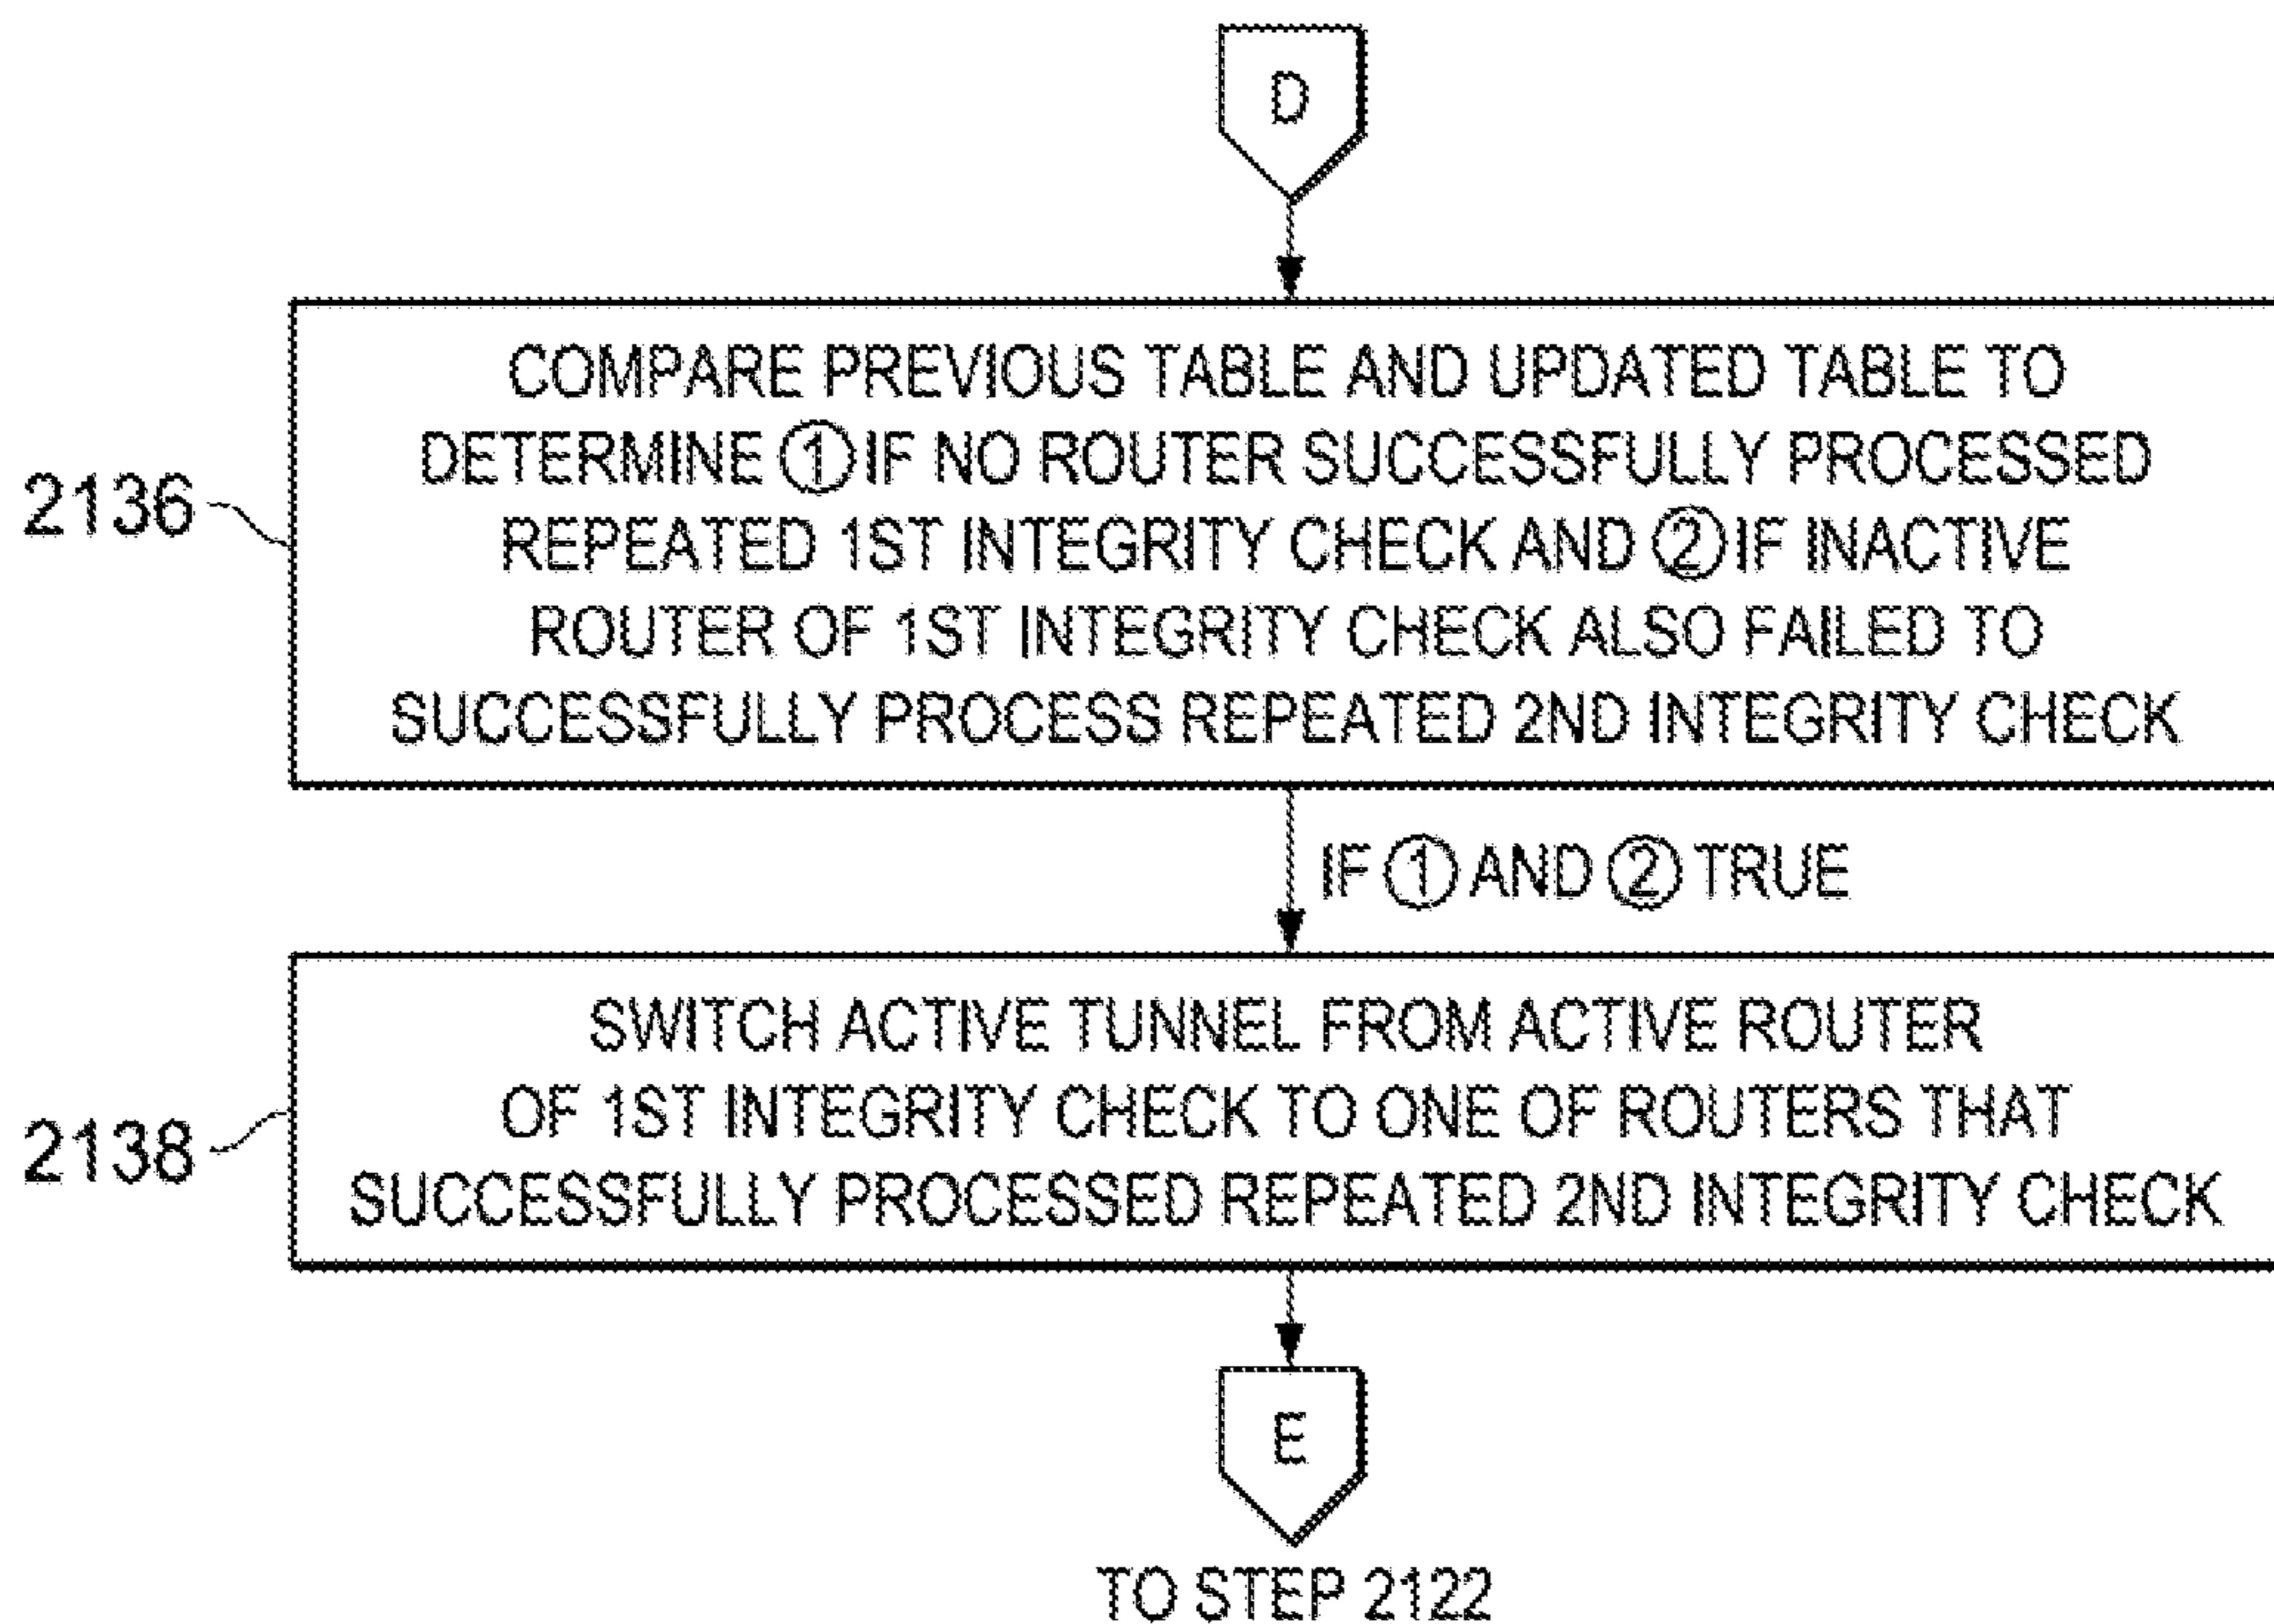 D
COMPARE PREVIOUS TABLE AND UPDATED TABLE TO
DETERMINE ① IF NO ROUTER SUCCESSFULLY PROCESSED
2136
REPEATED 1ST INTEGRITY CHECK AND ② IF INACTIVE
ROUTER OF 1ST INTEGRITY CHECK ALSO FAILED TO
SUCCESSFULLY PROCESS REPEATED 2ND INTEGRITY CHECK
IF ① AND ② TRUE
SWITCH ACTIVE TUNNEL FROM ACTIVE ROUTER
OF 1ST INTEGRITY CHECK TO ONE OF ROUTERS THAT
2138
SUCCESSFULLY PROCESSED REPEATED 2ND INTEGRITY CHECK
E
TO STEP 2122